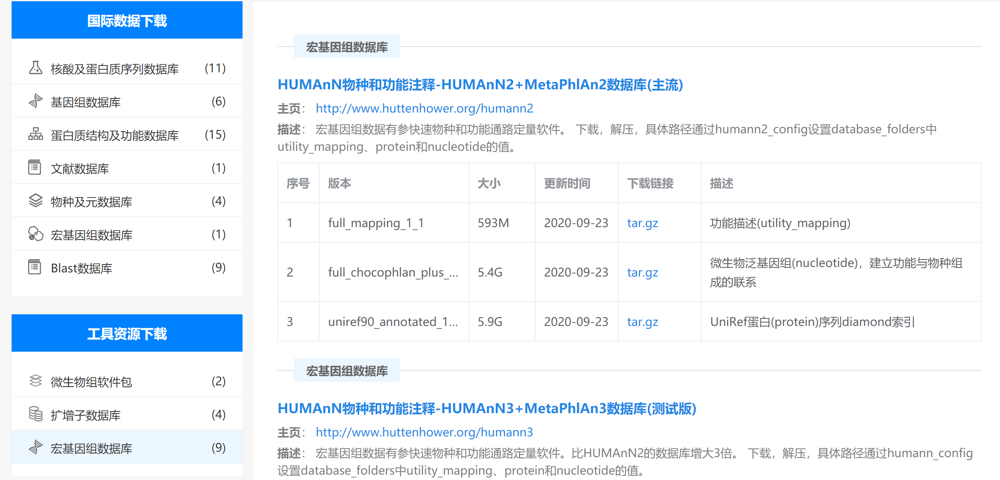 国际数据下载
核酸及蛋白质序列数据库 (11)
基因组数据库 (6)
蛋白质结构及功能数据库 (15)
文献数据库 (1)
物种及元数据库 (4)
宏基因组数据库 (1)
Blast数据库 (9)
工具资源下载
微生物组软件包 (2)
扩增子数据库 (4)
宏基因组数据库 (9)
宏基因组数据库
HUMAnN物种和功能注释-HUMAnN2+MetaPhlAn2数据库(主流)
主页： http://www.huttenhower.org/humann2
描述： 宏基因组数据有参快速物种和功能通路定量软件。 下载，解压，具体路径通过humann2_config设置database_folders中
utility_mapping、protein和nucleotide的值。
序号 版本 大小 更新时间 下载链接 描述
1 full_mapping_1_1 593M 2020-09-23 tar.gz 功能描述(utility_mapping)
2 full_chocophlan_plus_... 5.4G 2020-09-23 tar.gz 微生物泛基因组(nucleotide)，建立功能与物种组
成的联系
3 uniref90_annotated_1... 5.9G 2020-09-23 tar.gz UniRef蛋白(protein)序列diamond索引
宏基因组数据库
HUMAnN物种和功能注释-HUMAnN3+MetaPhlAn3数据库(测试版)
主页： http://www.huttenhower.org/humann3
描述： 宏基因组数据有参快速物种和功能通路定量软件。比HUMAnN2的数据库增大3倍。 下载，解压，具体路径通过humann_config
设置database_folders中utility_mapping、protein和nucleotide的值。